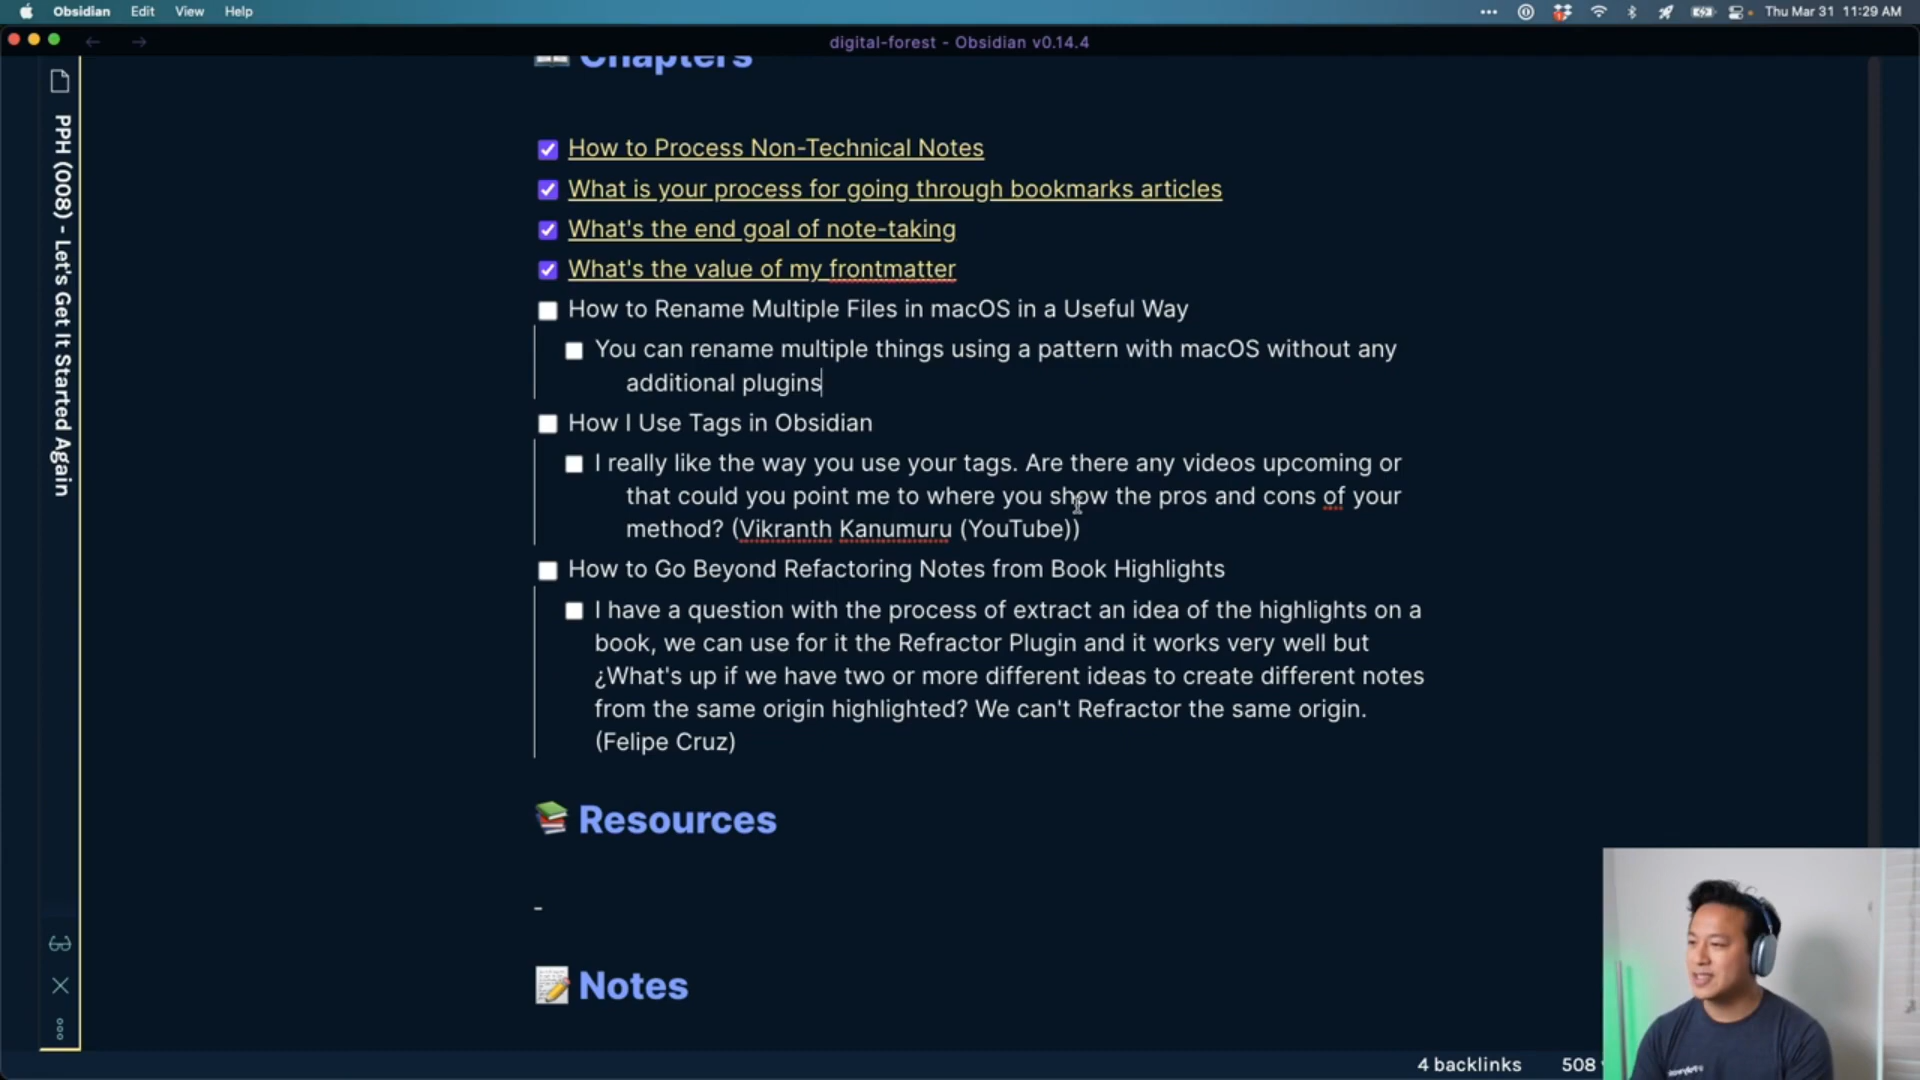 Obsidian Edit View Help Thu Mar 31 11:29 AM
digital-forest - Obsidian v0.14.4
PPH (008) - Let's Get It Started Again
Chapters
How to Process Non-Technical Notes
What is your process for going through bookmarks articles
What's the end goal of note-taking
What's the value of my frontmatter
How to Rename Multiple Files in macOS in a Useful Way
You can rename multiple things using a pattern with macOS without any
additional plugins
How I Use Tags in Obsidian
I really like the way you use your tags. Are there any videos upcoming or
that could you point me to where you show the pros and cons of your
method? (Vikranth Kanumuru (YouTube))
How to Go Beyond Refactoring Notes from Book Highlights
I have a question with the process of extract an idea of the highlights on a
book, we can use for it the Refractor Plugin and it works very well but
¿What's up if we have two or more different ideas to create different notes
from the same origin highlighted? We can't Refractor the same origin.
(Felipe Cruz)
Resources
-
Notes
4 backlinks 508